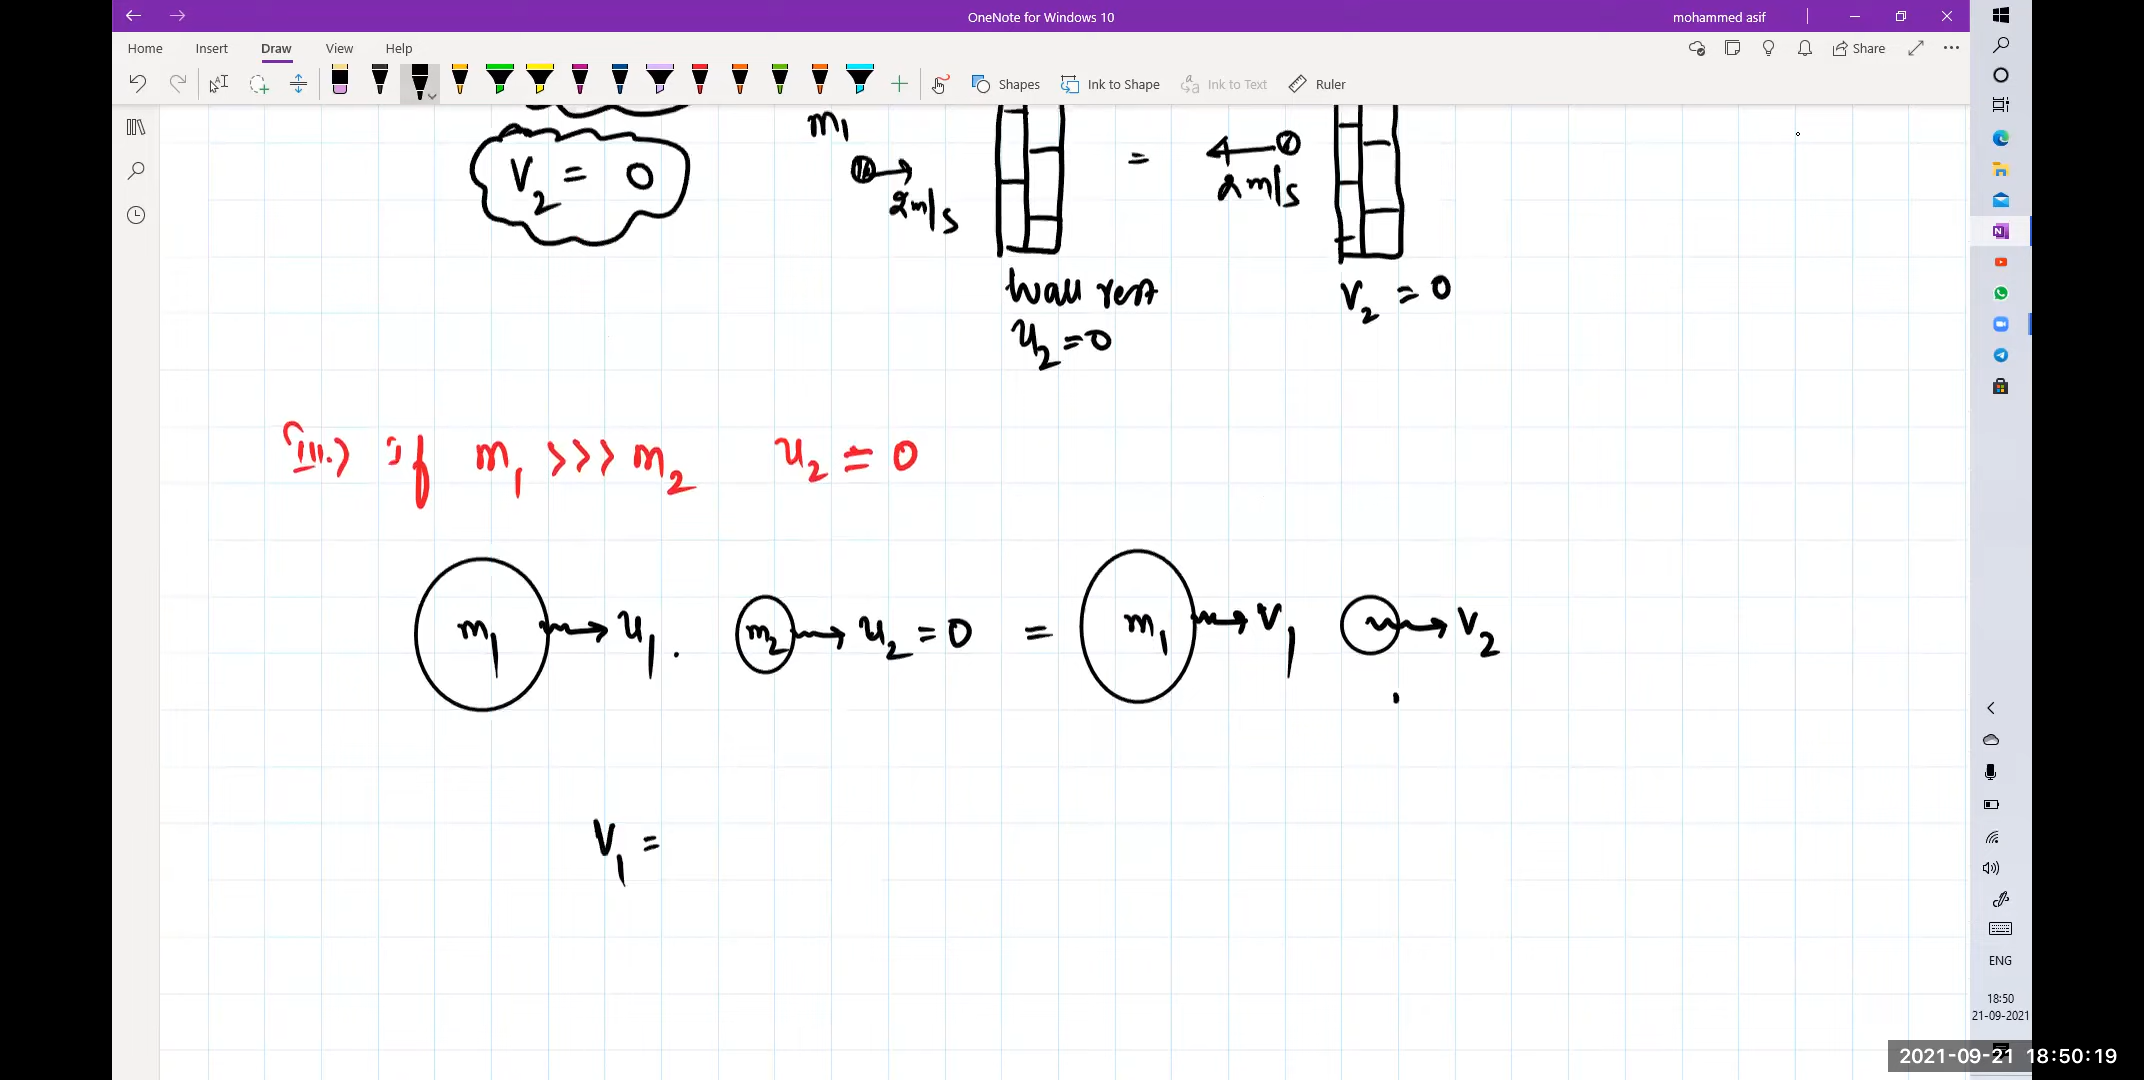 OneNote for Windows 10
mohammed asif
Home Insert Draw View Help
Share
Shapes Ink to Shape Ink to Text Ruler
m₁
V₂ = 0
2m/s
=
2m/s
Wall rest
u₂ = 0
V₂ = 0
(iii.) if m₁ >>> m₂ u₂ = 0
m₁ → u₁ . m₂ → u₂ = 0 = m₁ → V₁ → V₂
V₁ =
ENG
18:50
21-09-2021
2021-09-21 18:50:19